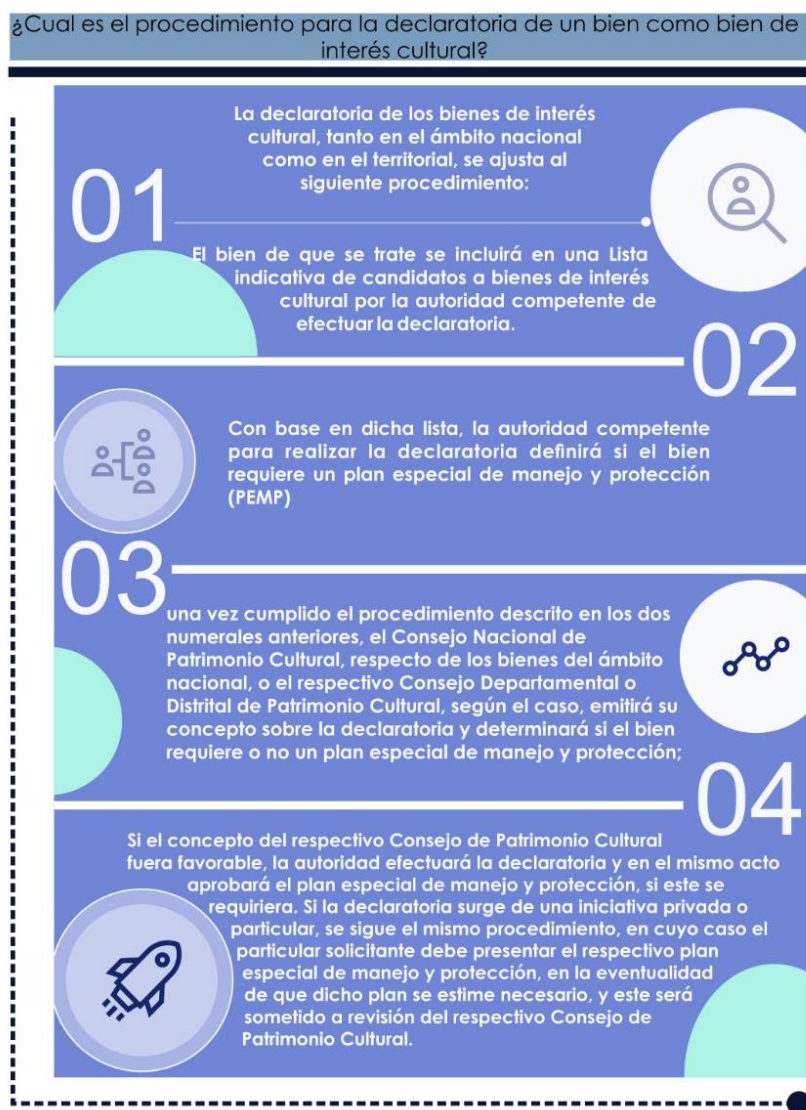 ¿Cual es el procedimiento para la declaratoria de un bien como bien de
interés cultural?
01
La declaratoria de los bienes de interés
cultural, tanto en el ámbito nacional
como en el territorial, se ajusta al
siguiente procedimiento:
El bien de que se trate se incluirá en una Lista
indicativa de candidatos a bienes de interés
cultural por la autoridad competente de
efectuar la declaratoria.
02
Con base en dicha lista, la autoridad competente
para realizar la declaratoria definirá si el bien
requiere un plan especial de manejo y protección
(PEMP)
03
una vez cumplido el procedimiento descrito en los dos
numerales anteriores, el Consejo Nacional de
Patrimonio Cultural, respecto de los bienes del ámbito
nacional, o el respectivo Consejo Departamental o
Distrital de Patrimonio Cultural, según el caso, emitirá su
concepto sobre la declaratoria y determinará si el bien
requiere o no un plan especial de manejo y protección;
04
Si el concepto del respectivo Consejo de Patrimonio Cultural
fuera favorable, la autoridad efectuará la declaratoria y en el mismo acto
aprobará el plan especial de manejo y protección, si este se
requiriera. Si la declaratoria surge de una iniciativa privada o
particular, se sigue el mismo procedimiento, en cuyo caso el
particular solicitante debe presentar el respectivo plan
especial de manejo y protección, en la eventualidad
de que dicho plan se estime necesario, y este será
sometido a revisión del respectivo Consejo de
Patrimonio Cultural.